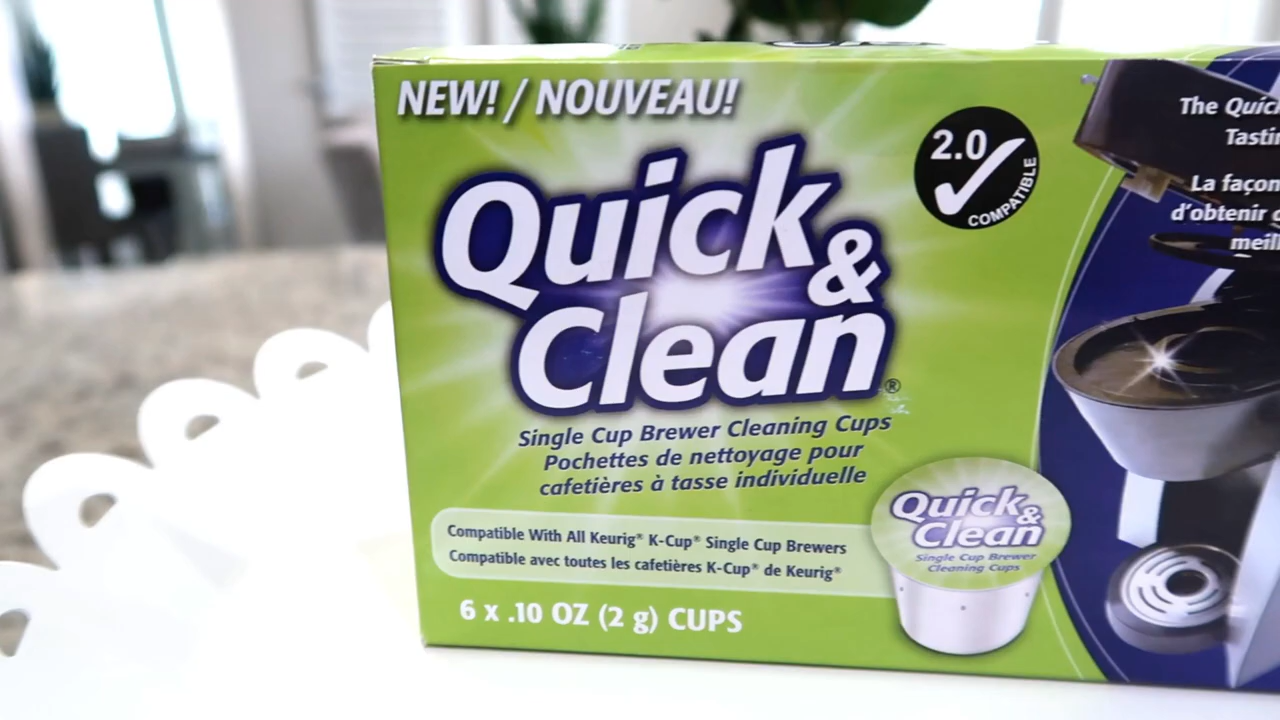 NEW! / NOUVEAU!
Quick &
Clean®
2.0
COMPATIBLE
Single Cup Brewer Cleaning Cups
Pochettes de nettoyage pour
cafetières à tasse individuelle
Compatible With All Keurig® K-Cup® Single Cup Brewers
Compatible avec toutes les cafetières K-Cup® de Keurig®
6 x .10 OZ (2 g) CUPS
Quick &
Clean
Single Cup Brewer
Cleaning Cups
The
La façon
d'obtenir